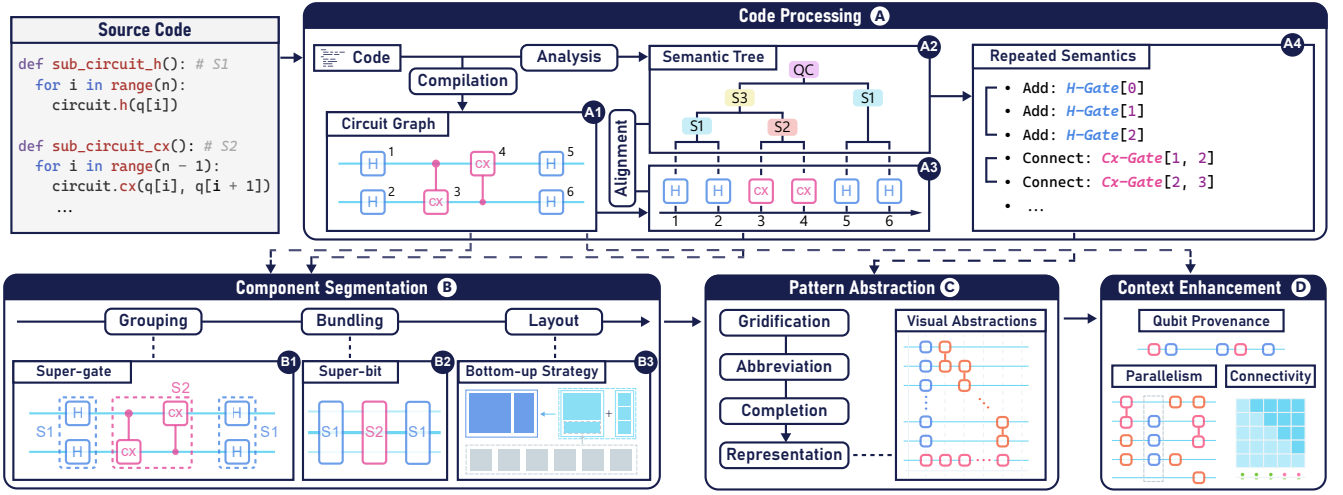 Source Code
def sub_circuit_h(): # S1
for i in range(n):
circuit.h(q[i])
def sub_circuit_cx(): # S2
for i in range(n - 1):
circuit.cx(q[i], q[i + 1])
...
Code Processing A
Code
Analysis
Compilation
A1
Circuit Graph
H 1
CX 4
H 5
H 2
CX 3
H 6
Alignment
A2
Semantic Tree
QC
S3
S1
S1
S2
A3
H H CX CX H H
1 2 3 4 5 6
A4
Repeated Semantics
• Add: H-Gate[0]
• Add: H-Gate[1]
• Add: H-Gate[2]
• Connect: Cx-Gate[1, 2]
• Connect: Cx-Gate[2, 3]
• ...
Component Segmentation B
Grouping
Bundling
Layout
B1
Super-gate
S2
H CX H
S1 S1
H CX H
B2
Super-bit
S1 S2 S1
B3
Bottom-up Strategy
+
Pattern Abstraction C
Gridification
Abbreviation
Completion
Representation
Visual Abstractions
Context Enhancement D
Qubit Provenance
Parallelism
Connectivity